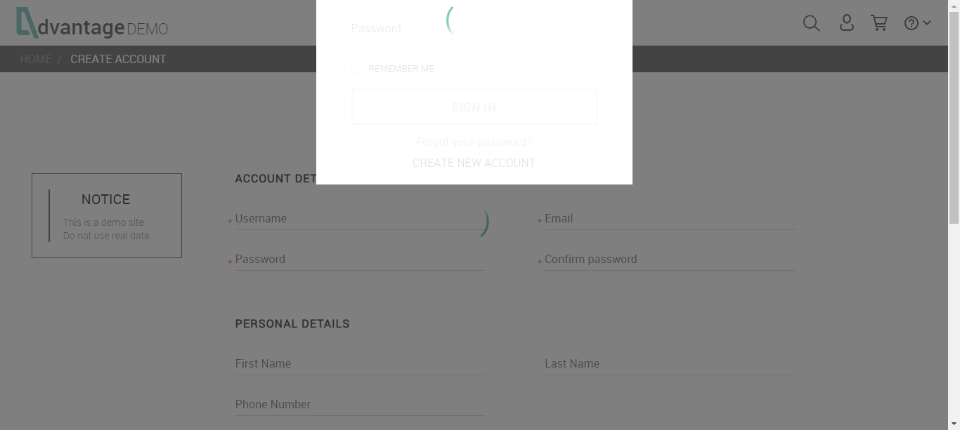 dvantage DEMO
HOME / CREATE ACCOUNT
Password
REMEMBER ME
SIGN IN
Forgot your password?
CREATE NEW ACCOUNT
NOTICE
This is a demo site.
Do not use real data.
ACCOUNT DET
* Username
* Email
* Password
* Confirm password
PERSONAL DETAILS
First Name
Last Name
Phone Number